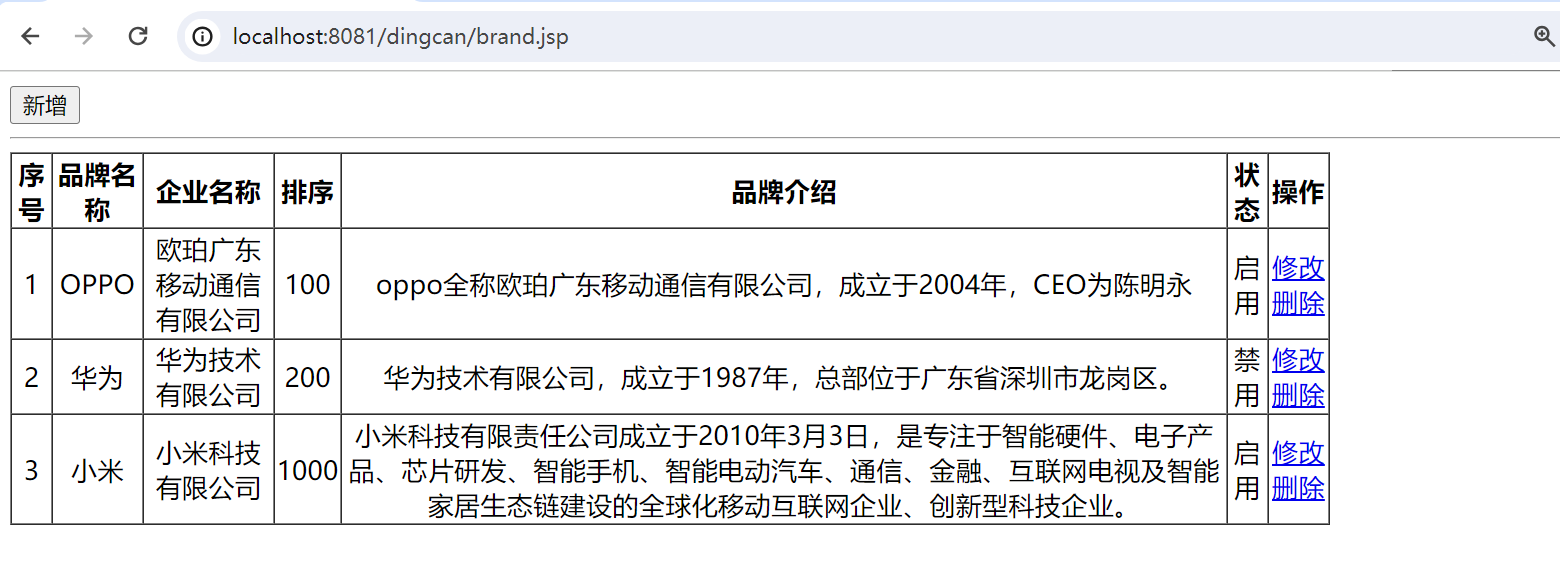 localhost:8081/dingcan/brand.jsp
新增
序号 品牌名称 企业名称 排序 品牌介绍 状态 操作
1 OPPO 欧珀广东移动通信有限公司 100 oppo全称欧珀广东移动通信有限公司，成立于2004年，CEO为陈明永 启用 修改 删除
2 华为 华为技术有限公司 200 华为技术有限公司，成立于1987年，总部位于广东省深圳市龙岗区。 禁用 修改 删除
3 小米 小米科技有限公司 1000 小米科技有限责任公司成立于2010年3月3日，是专注于智能硬件、电子产品、芯片研发、智能手机、智能电动汽车、通信、金融、互联网电视及智能家居生态链建设的全球化移动互联网企业、创新型科技企业。 启用 修改 删除